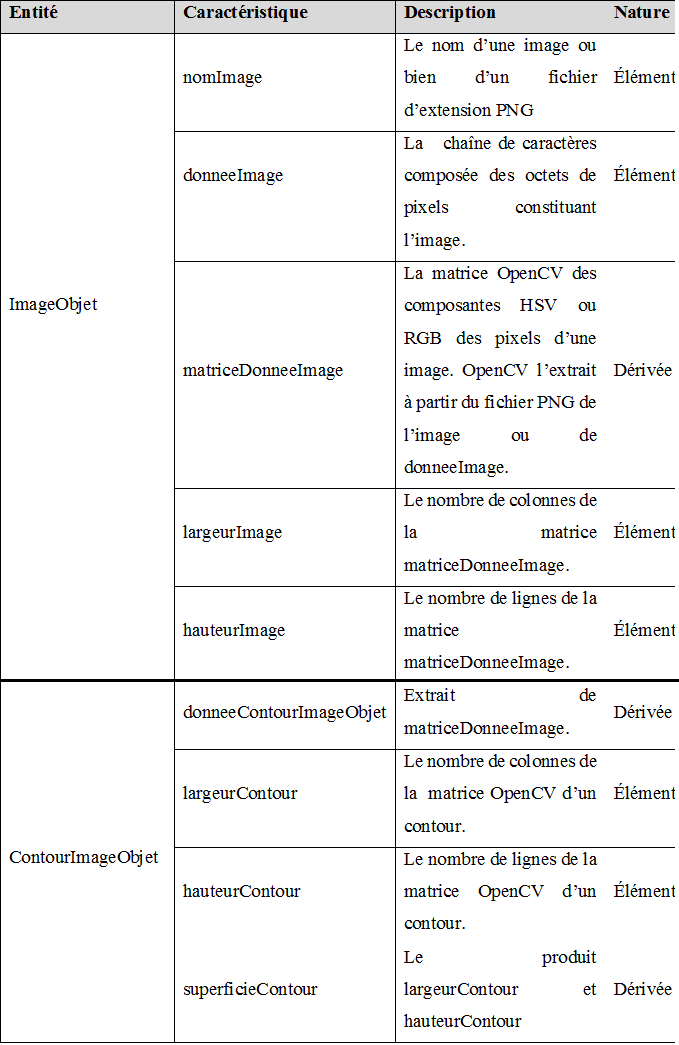 Entité Caractéristique Description Nature
ImageObjet
nomImage
Le nom d’une image ou
bien d’un fichier
d’extension PNG
Élément
donneeImage
La chaîne de caractères
composée des octets de
pixels constituant
l’image.
Élément
matriceDonneeImage
La matrice OpenCV des
composantes HSV ou
RGB des pixels d’une
image. OpenCV l’extrait
à partir du fichier PNG de
l’image ou de
donneeImage.
Dérivée
largeurImage
Le nombre de colonnes de
la matrice
matriceDonneeImage.
Élément
hauteurImage
Le nombre de lignes de la
matrice
matriceDonneeImage.
Élément
ContourImageObjet
donneeContourImageObjet
Extrait de
matriceDonneeImage.
Dérivée
largeurContour
Le nombre de colonnes de
la matrice OpenCV d’un
contour.
Élément
hauteurContour
Le nombre de lignes de la
matrice OpenCV d’un
contour.
Élément
superficieContour
Le produit
largeurContour et
hauteurContour
Dérivée